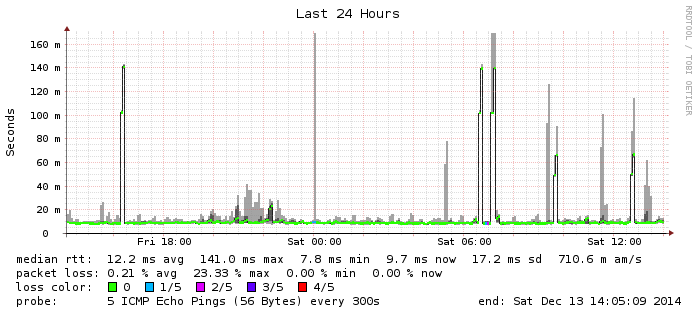 Last 24 Hours
RRDTOOL / TOBI OETIKER
Seconds
160 m
140 m
120 m
100 m
80 m
60 m
40 m
20 m
0
Fri 18:00 Sat 00:00 Sat 06:00 Sat 12:00
median rtt: 12.2 ms avg 141.0 ms max 7.8 ms min 9.7 ms now 17.2 ms sd 710.6 m am/s
packet loss: 0.21 % avg 23.33 % max 0.00 % min 0.00 % now
loss color: 0 1/5 2/5 3/5 4/5
probe: 5 ICMP Echo Pings (56 Bytes) every 300s end: Sat Dec 13 14:05:09 2014